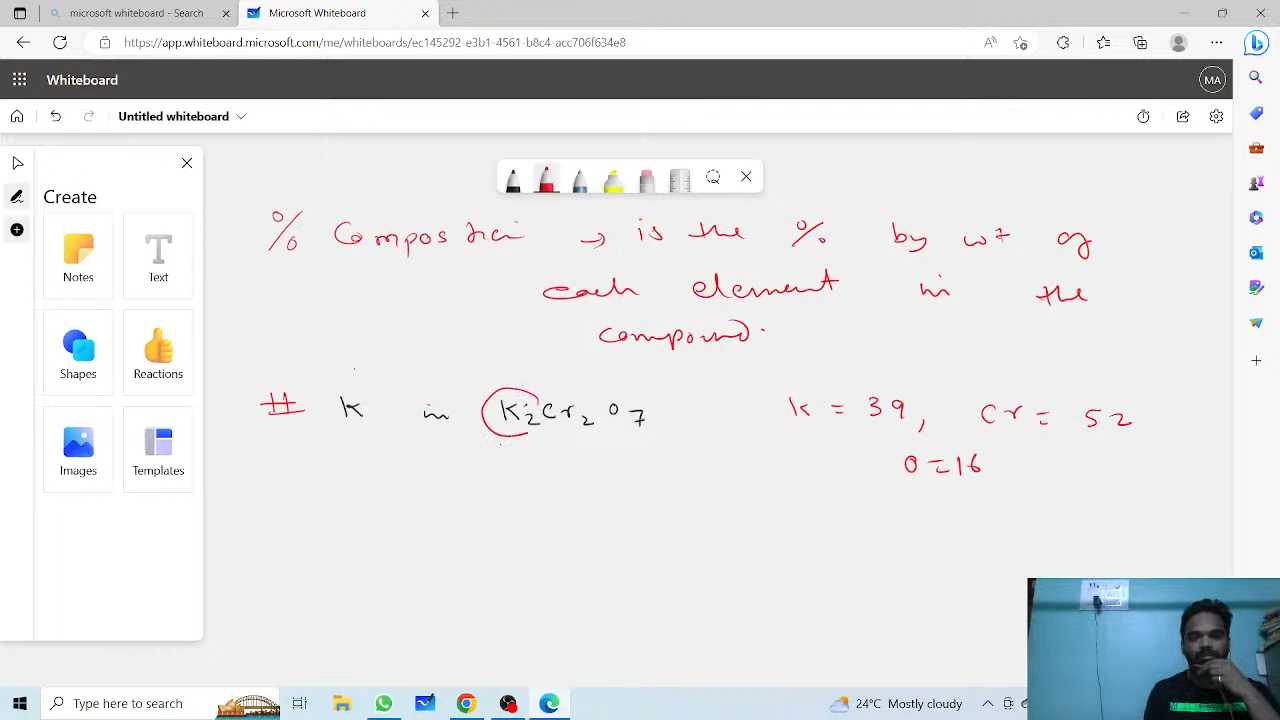 microsoft whiteboard - Search
Microsoft Whiteboard
https://app.whiteboard.microsoft.com/me/whiteboards/ec145292-e3b1-4561-b8c4-acc706f634e8
Whiteboard
MA
Untitled whiteboard
Create
Notes
Text
Shapes
Reactions
Images
Templates
% Composition → is the % by wt of
each element in the
compound.
# K in K2Cr2O7 K = 39, Cr = 52
O = 16
Type here to search
24°C Mostly cloudy